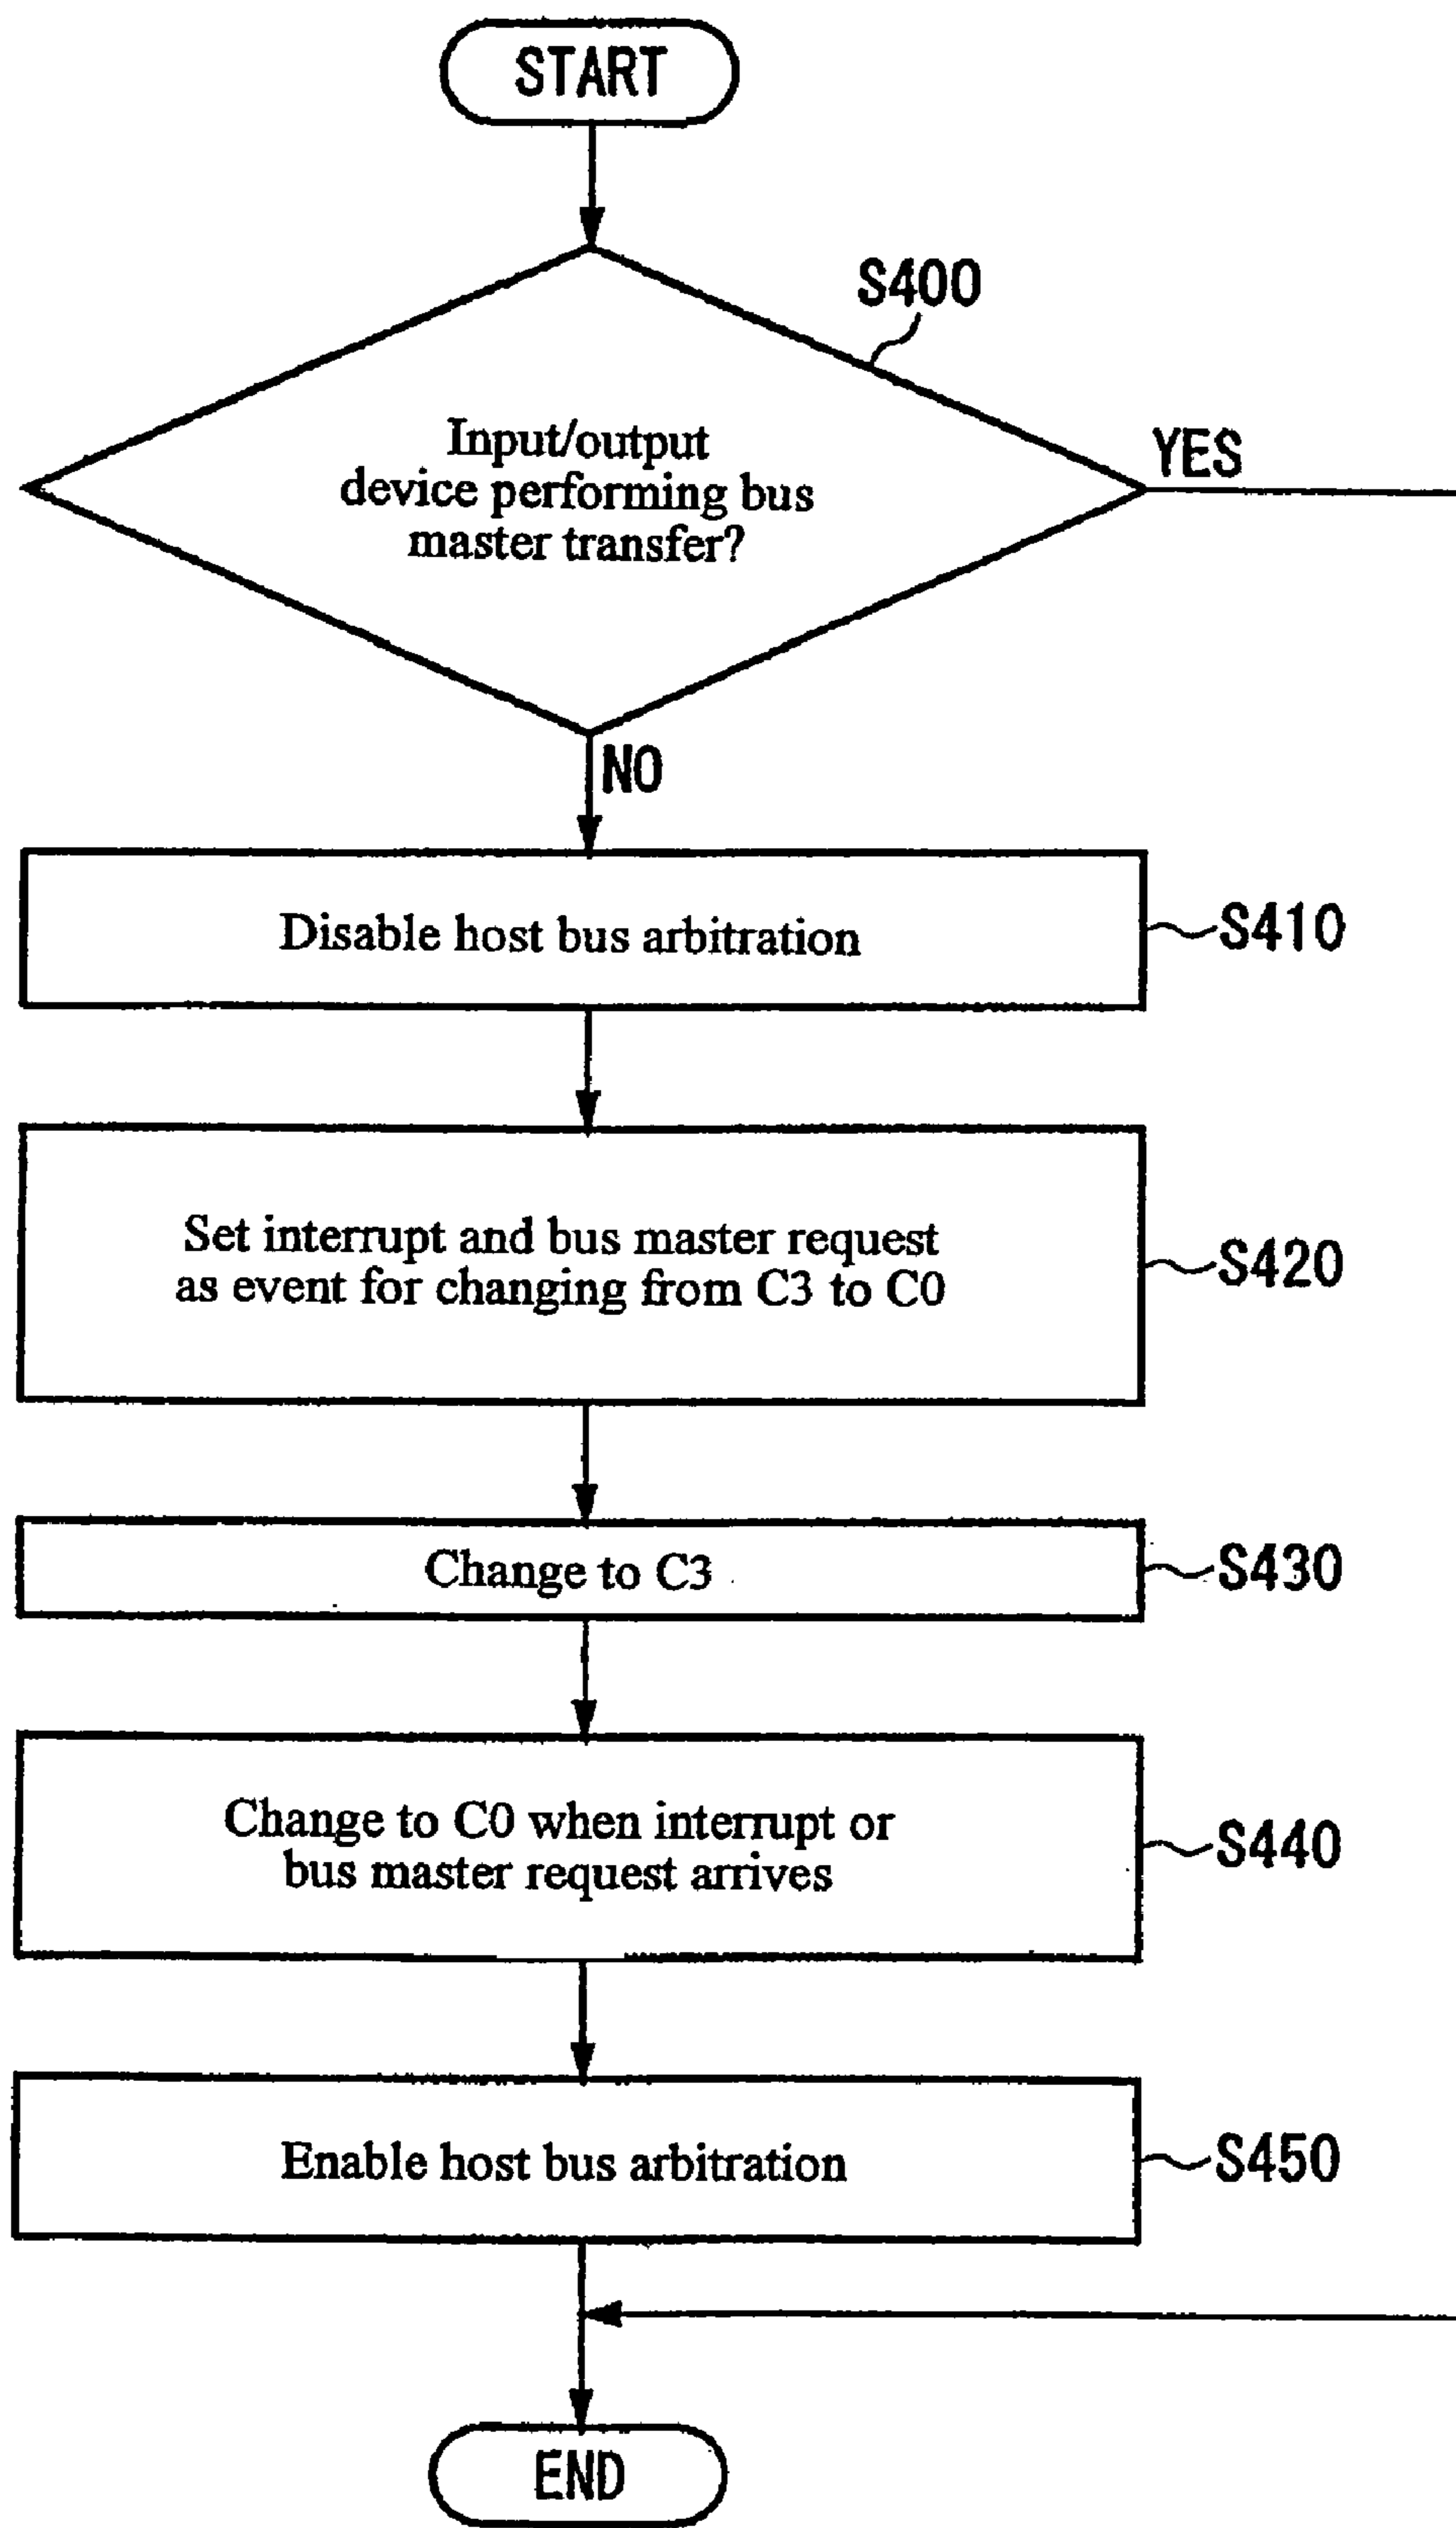 START
S400
Input/output
device performing bus
master transfer?
YES
NO
Disable host bus arbitration
S410
Set interrupt and bus master request
as event for changing from C3 to C0
S420
Change to C3
S430
Change to C0 when interrupt or
bus master request arrives
S440
Enable host bus arbitration
S450
END